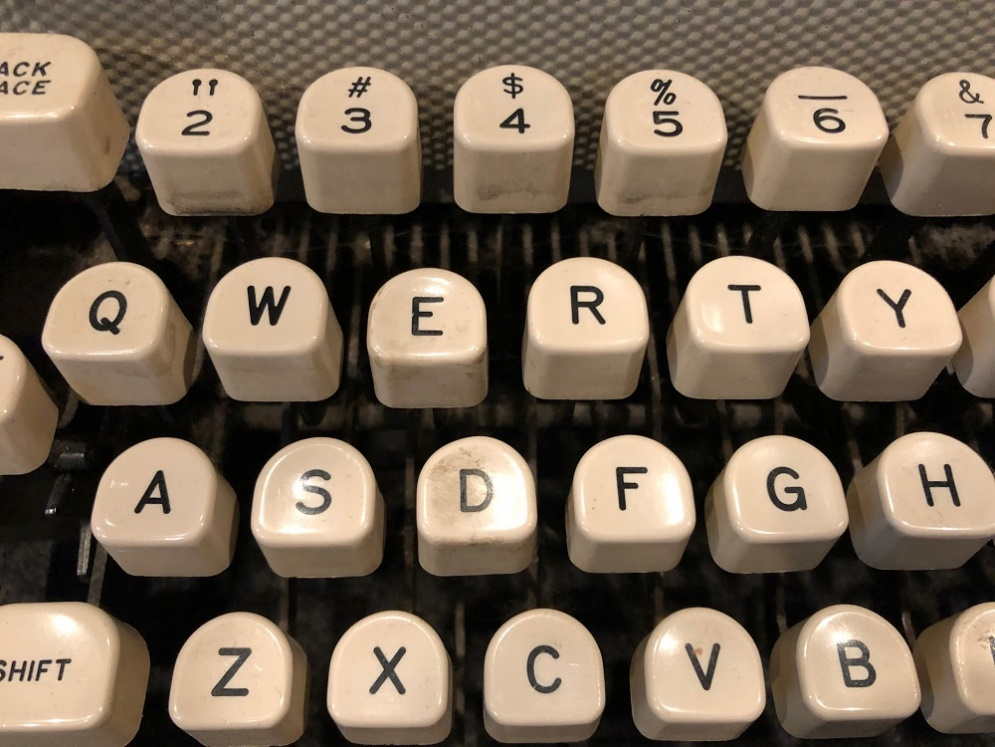 ACK " # $ % _ &
ACE 2 3 4 5 6 7
Q W E R T Y
A S D F G H
SHIFT Z X C V B